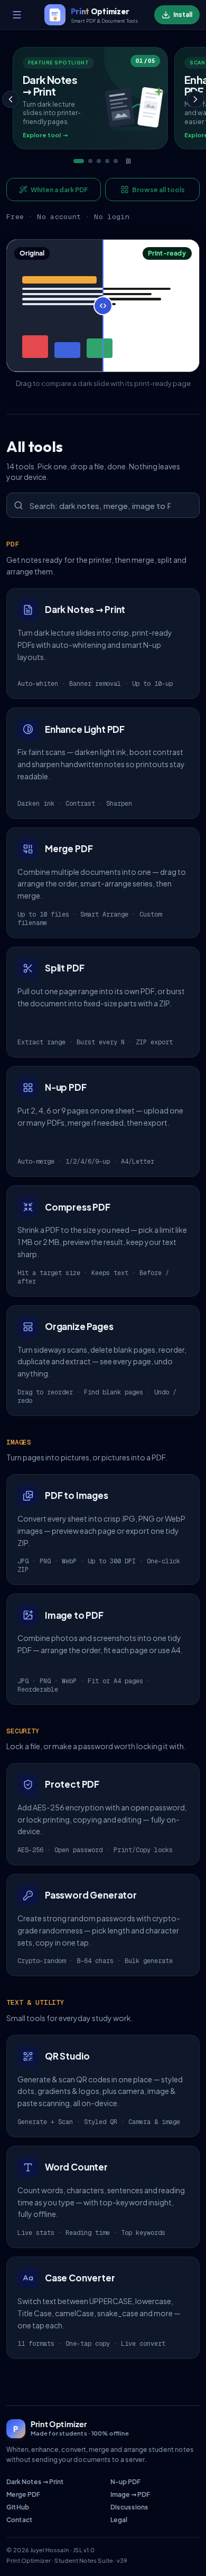 Print Optimizer
Smart PDF & Document Tools
Install
FEATURE SPOTLIGHT
01 / 05
Dark Notes
→ Print
Turn dark lecture
slides into printer-
friendly pages.
Explore tool →
SCAN
Enha
PDF
Explore
Whiten a dark PDF
Browse all tools
Free · No account · No login
Original
Print-ready
Drag to compare a dark slide with its print-ready page
All tools
14 tools. Pick one, drop a file, done. Nothing leaves
your device.
Search: dark notes, merge, image to P
PDF
Get notes ready for the printer, then merge, split and
arrange them.
Dark Notes → Print
Turn dark lecture slides into crisp, print-ready
PDFs with auto-whitening and smart N-up
layouts.
Auto-whiten · Banner removal · Up to 10-up
Enhance Light PDF
Fix faint scans — darken light ink, boost contrast
and sharpen handwritten notes so printouts stay
readable.
Darken ink · Contrast · Sharpen
Merge PDF
Combine multiple documents into one — drag to
arrange the order, smart-arrange series, then
merge.
Up to 10 files · Smart Arrange · Custom
filename
Split PDF
Pull out one page range into its own PDF, or burst
the document into fixed-size parts with a ZIP.
Extract range · Burst every N · ZIP export
N-up PDF
Put 2, 4, 6 or 9 pages on one sheet — upload one
or many PDFs, merge if needed, then export.
Auto-merge · 1/2/4/6/9-up · A4/Letter
Compress PDF
Shrink a PDF to the size you need — pick a limit like
1 MB or 2 MB, preview the result, keep your text
sharp.
Hit a target size · Keeps text · Before /
after
Organize Pages
Turn sideways scans, delete blank pages, reorder,
duplicate and extract — see every page, undo
anything.
Drag to reorder · Find blank pages · Undo /
redo
IMAGES
Turn pages into pictures, or pictures into a PDF.
PDF to Images
Convert every sheet into crisp JPG, PNG or WebP
images — preview each page or export one tidy
ZIP.
JPG · PNG · WebP · Up to 300 DPI · One-click
ZIP
Image to PDF
Combine photos and screenshots into one tidy
PDF — arrange the order, fit each page or use A4.
JPG · PNG · WebP · Fit or A4 pages ·
Reorderable
SECURITY
Lock a file, or make a password worth locking it with.
Protect PDF
Add AES-256 encryption with an open password,
or lock printing, copying and editing — fully on-
device.
AES-256 · Open password · Print/Copy locks
Password Generator
Create strong random passwords with crypto-
grade randomness — pick length and character
sets, copy in one tap.
Crypto-random · 8–64 chars · Bulk generate
TEXT & UTILITY
Small tools for everyday study work.
QR Studio
Generate & scan QR codes in one place — styled
dots, gradients & logos, plus camera, image &
paste scanning, all on-device.
Generate + Scan · Styled QR · Camera & image
Word Counter
Count words, characters, sentences and reading
time as you type — with top-keyword insight,
fully offline.
Live stats · Reading time · Top keywords
Aa
Case Converter
Switch text between UPPERCASE, lowercase,
Title Case, camelCase, snake_case and more —
one tap each.
11 formats · One-tap copy · Live convert
P
Print Optimizer
Made for students · 100% offline
Whiten, enhance, convert, merge and arrange student notes
without sending your documents to a server.
Dark Notes → Print
N-up PDF
Merge PDF
Image → PDF
GitHub
Discussions
Contact
Legal
© 2026 Juyel Hossain · JSL v1.0
Print Optimizer · Student Notes Suite · v39